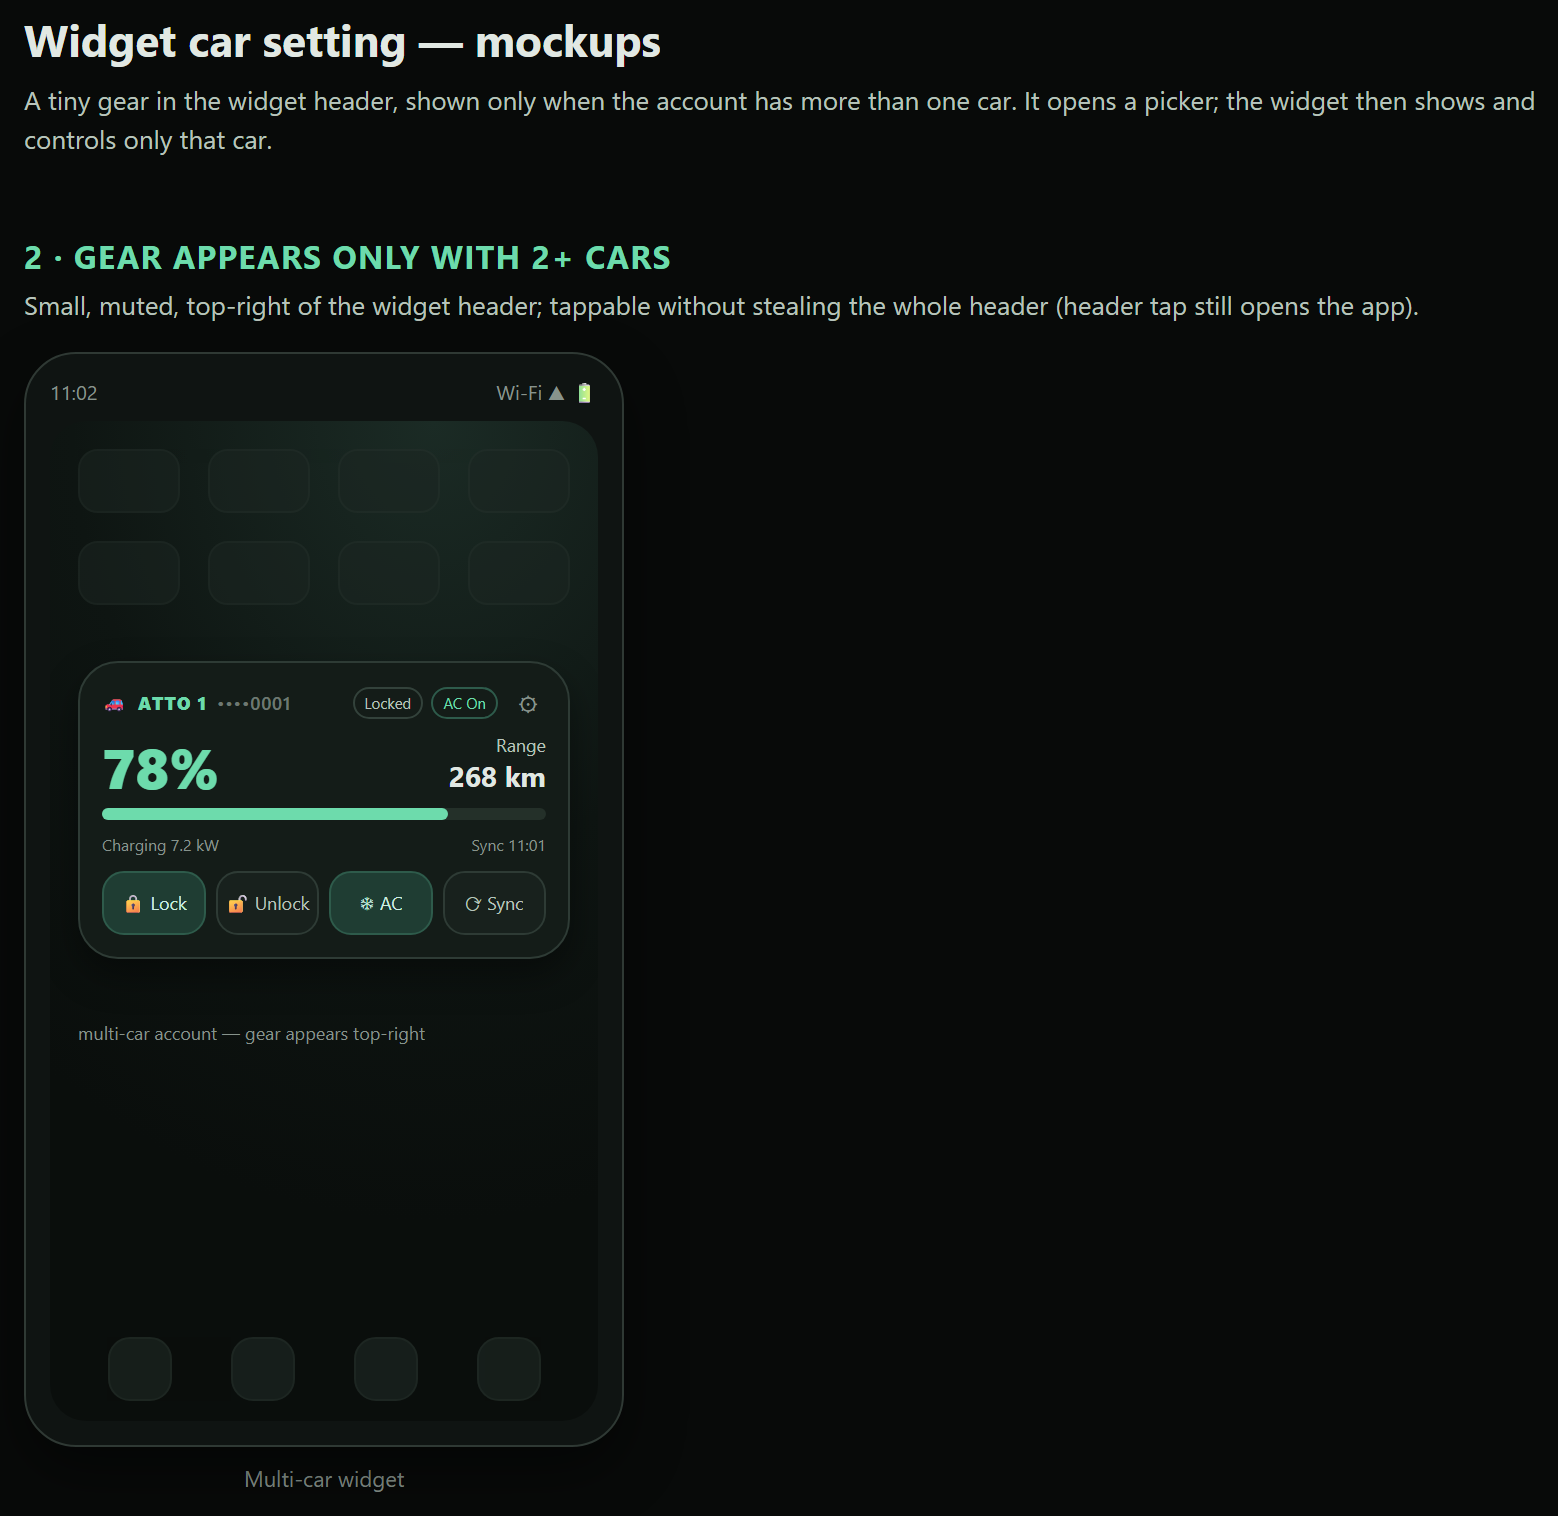 Widget car setting — mockups
A tiny gear in the widget header, shown only when the account has more than one car. It opens a picker; the widget then shows and
controls only that car.
2 · GEAR APPEARS ONLY WITH 2+ CARS
Small, muted, top-right of the widget header; tappable without stealing the whole header (header tap still opens the app).
11:02 Wi-Fi
ATTO 1 ••••0001 Locked AC On
Range
78% 268 km
Charging 7.2 kW Sync 11:01
Lock Unlock AC Sync
multi-car account — gear appears top-right
Multi-car widget